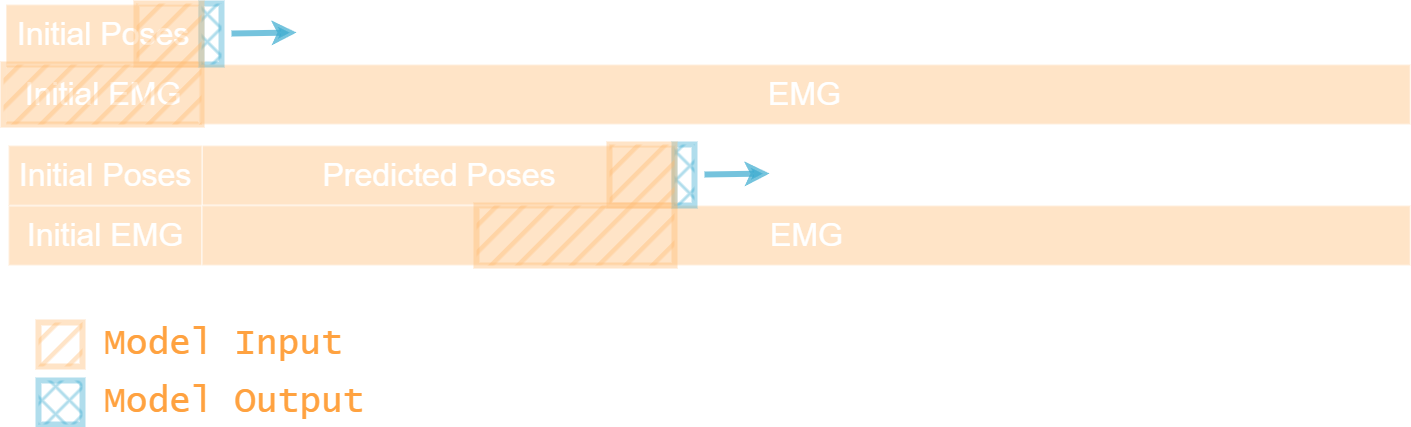 Initial Poses
Initial EMG EMG
Initial Poses Predicted Poses
Initial EMG EMG
Model Input
Model Output